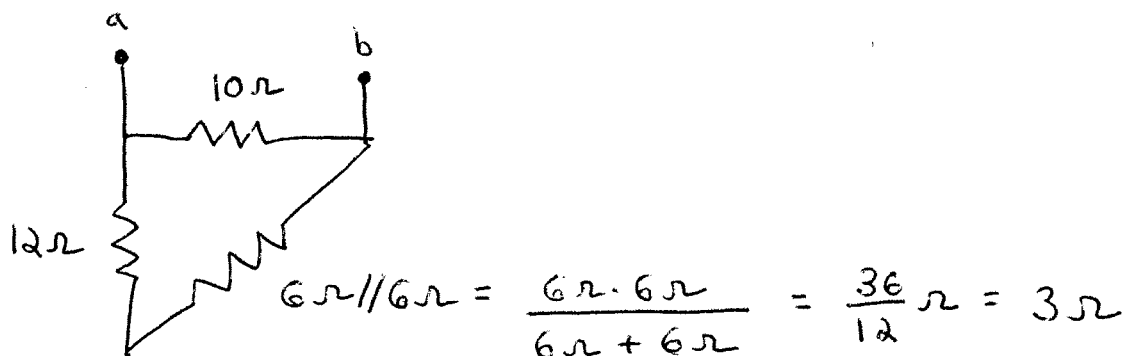 a
b
10Ω
12Ω
6Ω//6Ω = 6Ω·6Ω / 6Ω + 6Ω = 36/12 Ω = 3Ω